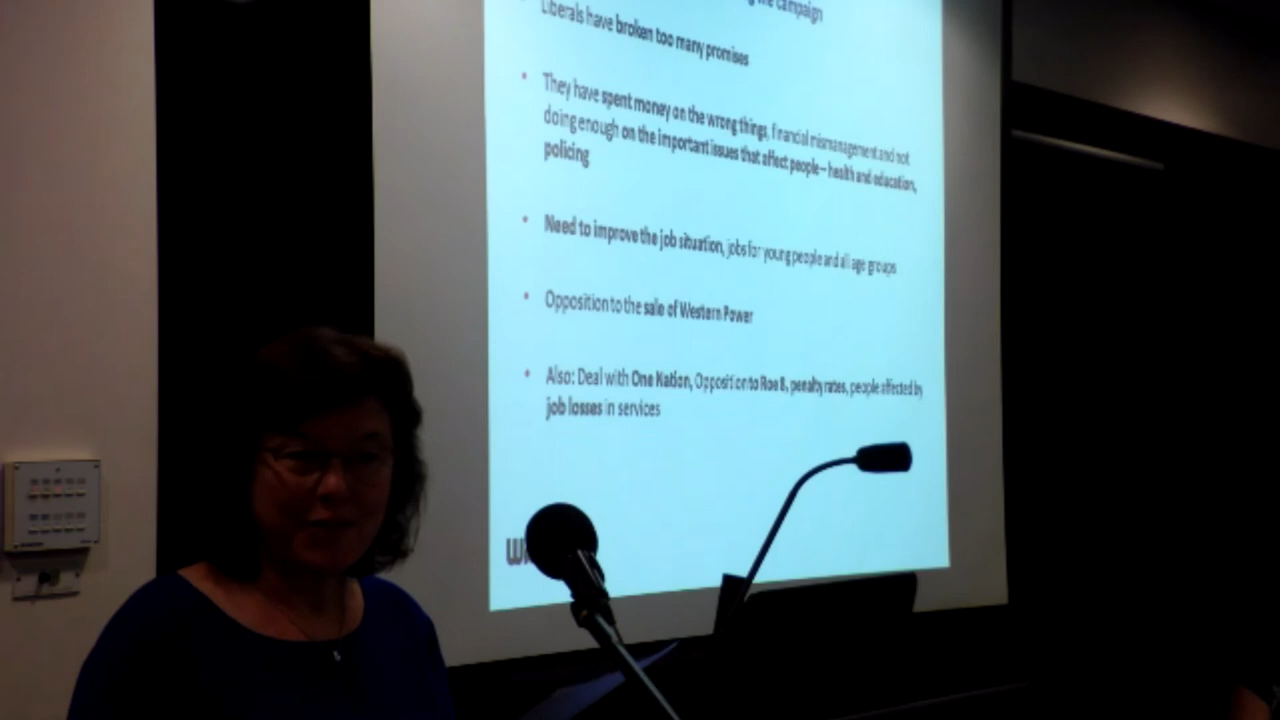 the campaign
Liberals have broken too many promises
They have spent money on the wrong things, financial mismanagement and not
doing enough on the important issues that affect people – health and education,
policing
Need to improve the job situation, jobs for young people and all age groups
Opposition to the sale of Western Power
Also: Deal with One Nation, Opposition to Roe 8, penalty rates, people affected by
job losses in services